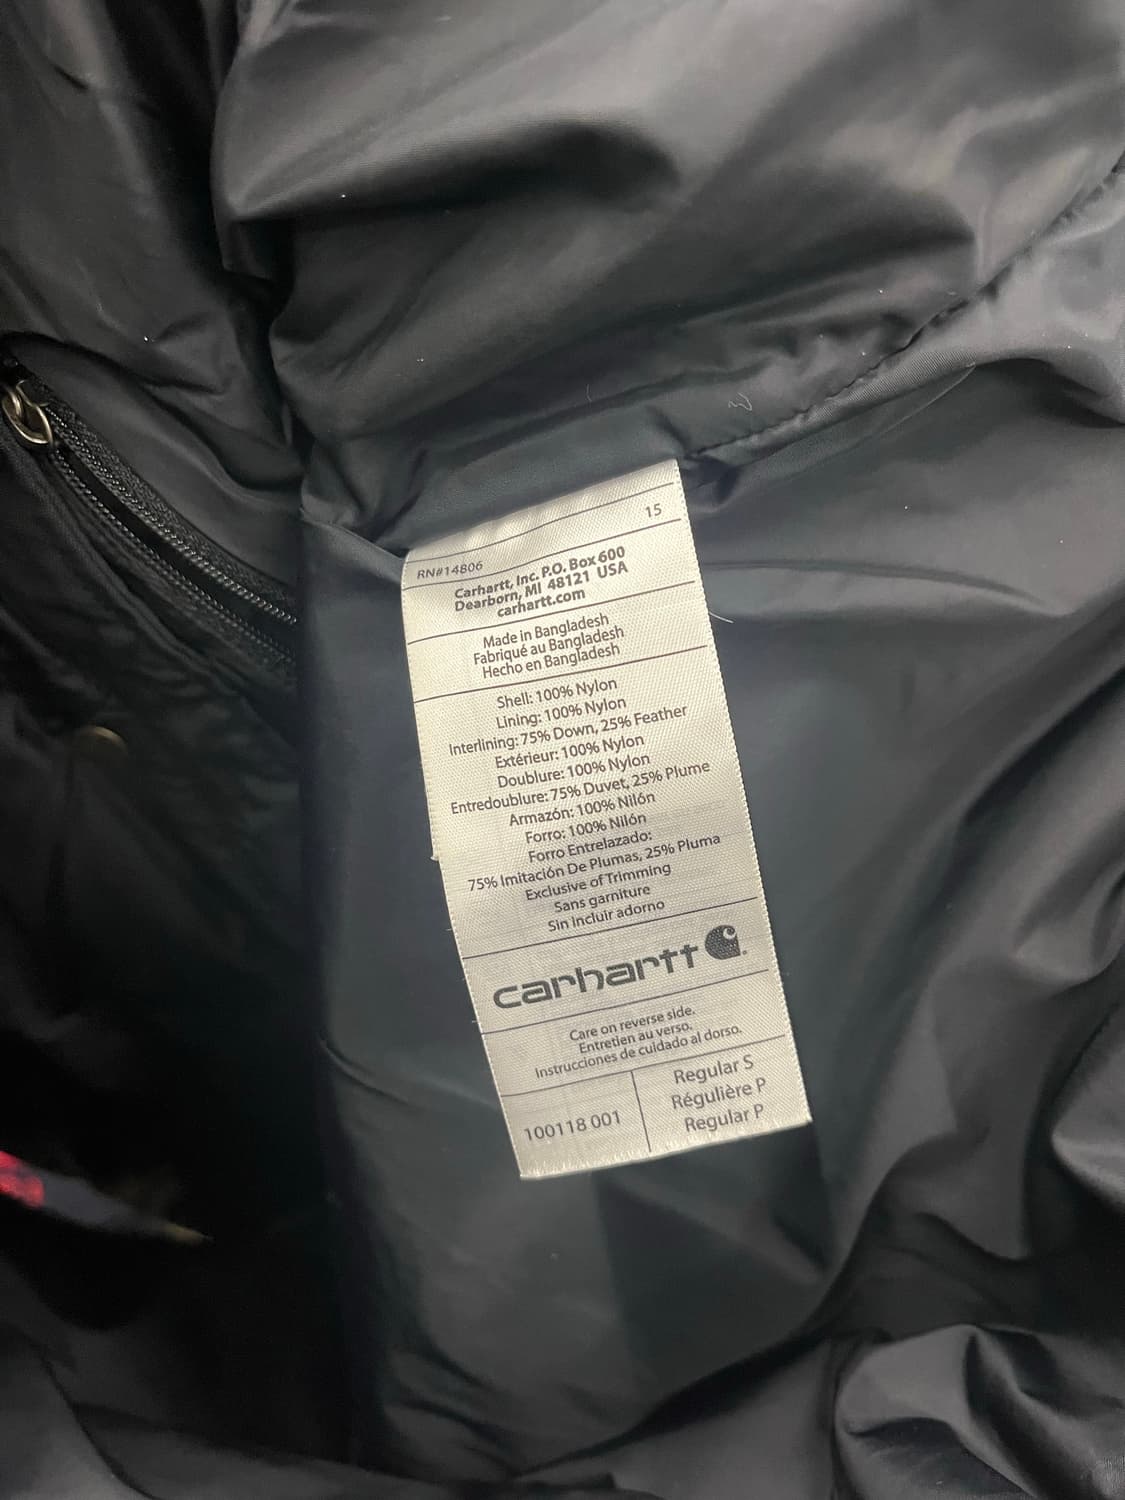 15
RN#14806
Carhartt, Inc. P.O. Box 600
Dearborn, MI 48121 USA
carhartt.com
Made in Bangladesh
Fabriqué au Bangladesh
Hecho en Bangladesh
Shell: 100% Nylon
Lining: 100% Nylon
Interlining: 75% Down, 25% Feather
Extérieur: 100% Nylon
Doublure: 100% Nylon
Entredoublure: 75% Duvet, 25% Plume
Armazón: 100% Nilón
Forro: 100% Nilón
Forro Entrelazado:
75% Imitación De Plumas, 25% Pluma
Exclusive of Trimming
Sans garniture
Sin incluir adorno
carhartt
Care on reverse side.
Entretien au verso.
Instrucciones de cuidado al dorso.
100118 001
Regular S
Régulière P
Regular P